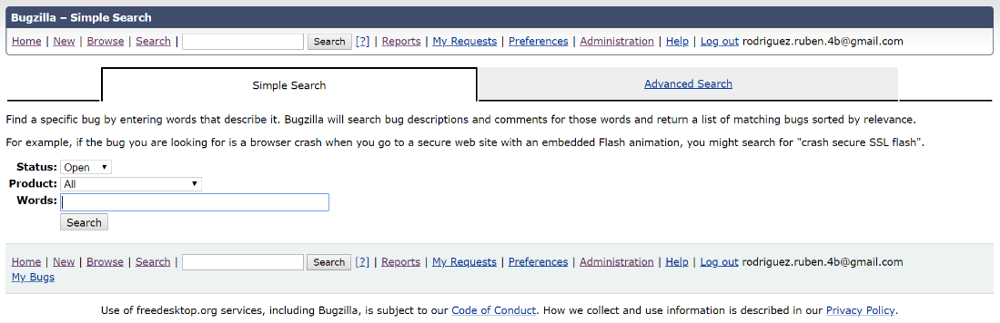 Bugzilla – Simple Search
Home | New | Browse | Search | Search [?] | Reports | My Requests | Preferences | Administration | Help | Log out rodriguez.ruben.4b@gmail.com
Simple Search Advanced Search
Find a specific bug by entering words that describe it. Bugzilla will search bug descriptions and comments for those words and return a list of matching bugs sorted by relevance.
For example, if the bug you are looking for is a browser crash when you go to a secure web site with an embedded Flash animation, you might search for "crash secure SSL flash".
Status: Open
Product: All
Words:
Search
Home | New | Browse | Search | Search [?] | Reports | My Requests | Preferences | Administration | Help | Log out rodriguez.ruben.4b@gmail.com
My Bugs
Use of freedesktop.org services, including Bugzilla, is subject to our Code of Conduct. How we collect and use information is described in our Privacy Policy.